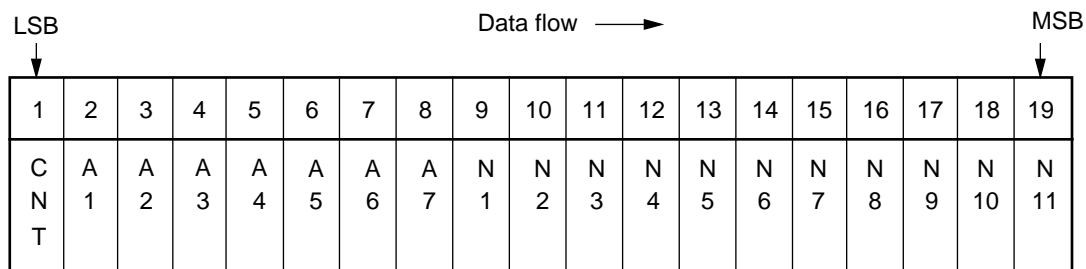 LSB Data flow MSB
1 2 3 4 5 6 7 8 9 10 11 12 13 14 15 16 17 18 19
C A A A A A A A N N N N N N N N N N N
N 1 2 3 4 5 6 7 1 2 3 4 5 6 7 8 9 10 11
T